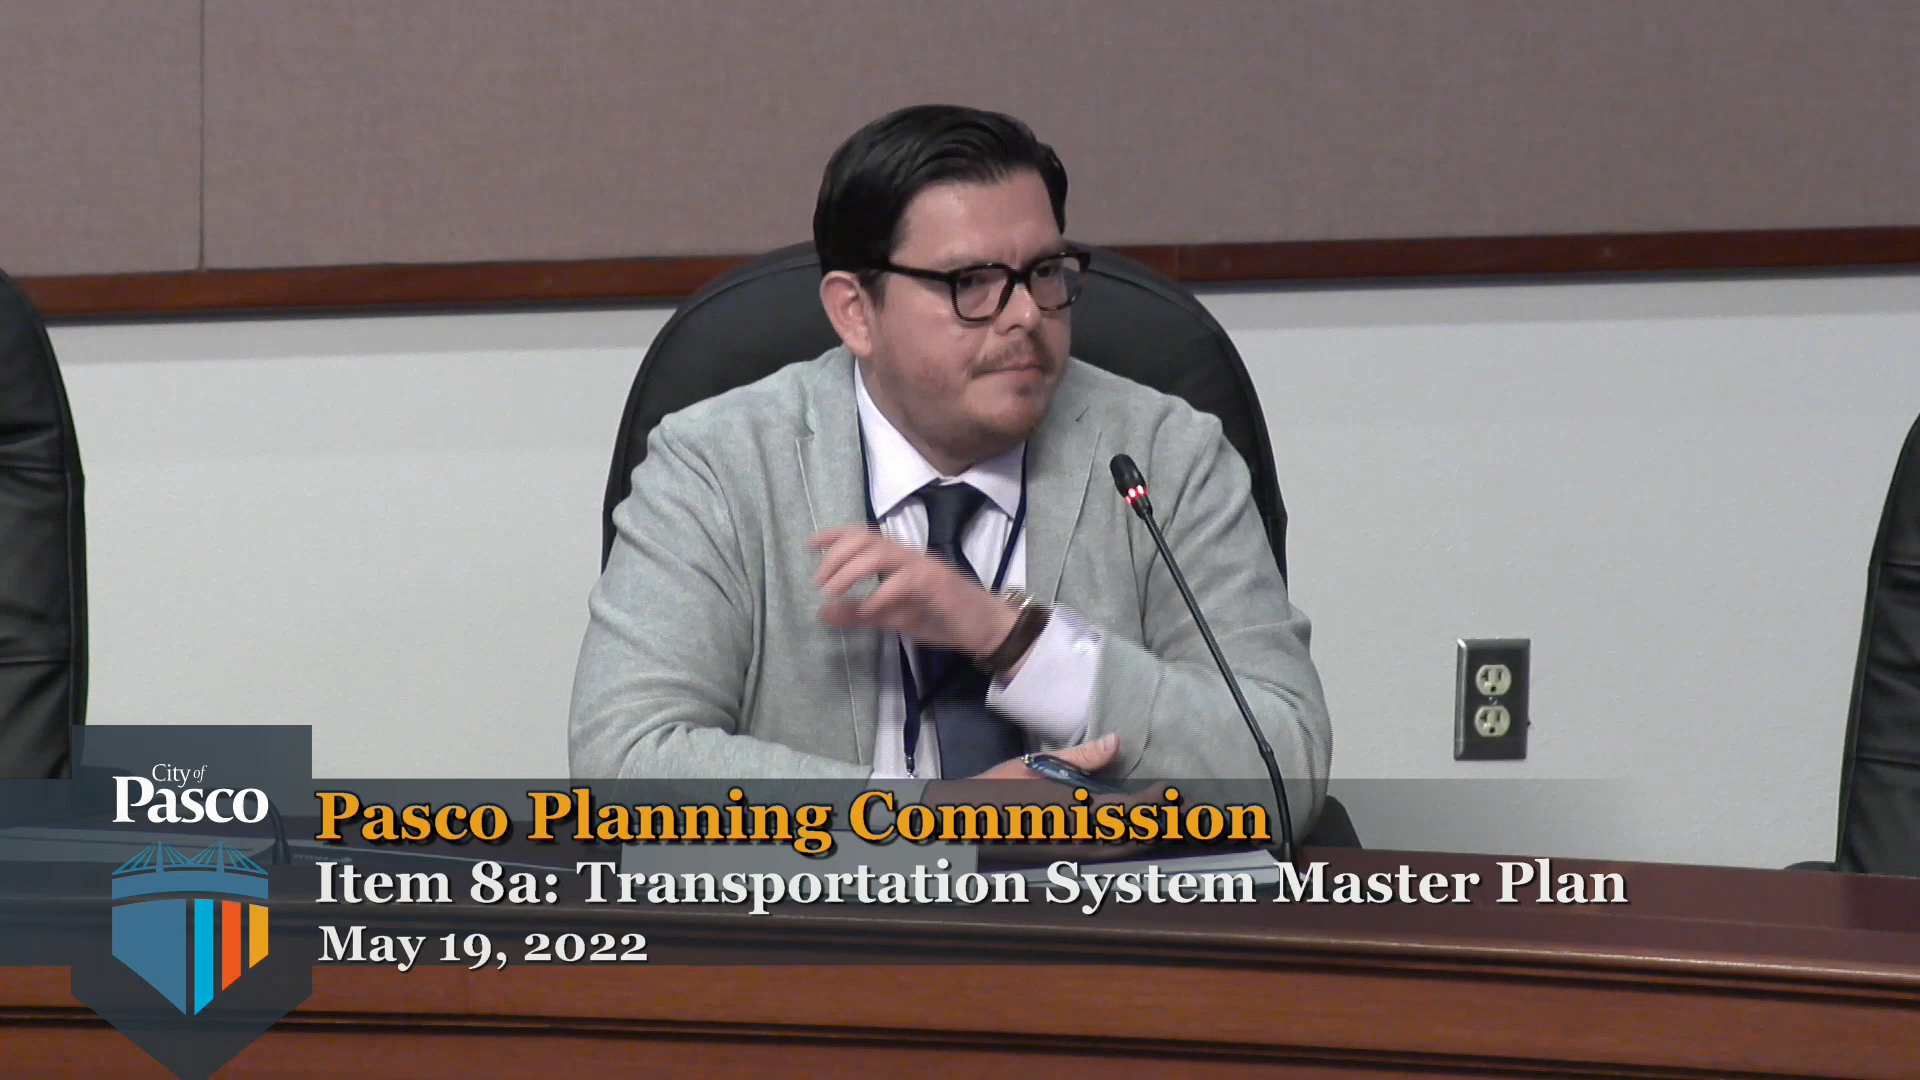 City of
Pasco
Pasco Planning Commission
Item 8a: Transportation System Master Plan
May 19, 2022